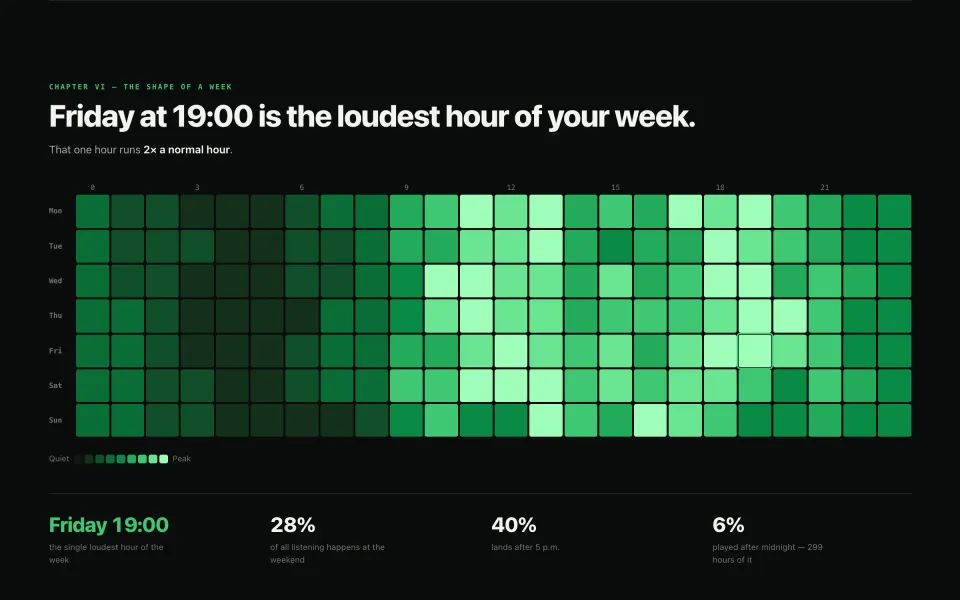 CHAPTER VI — THE SHAPE OF A WEEK
Friday at 19:00 is the loudest hour of your week.
That one hour runs 2× a normal hour.
0 3 6 9 12 15 18 21
Mon
Tue
Wed
Thu
Fri
Sat
Sun
Quiet Peak
Friday 19:00
the single loudest hour of the
week
28%
of all listening happens at the
weekend
40%
lands after 5 p.m.
6%
played after midnight — 299
hours of it